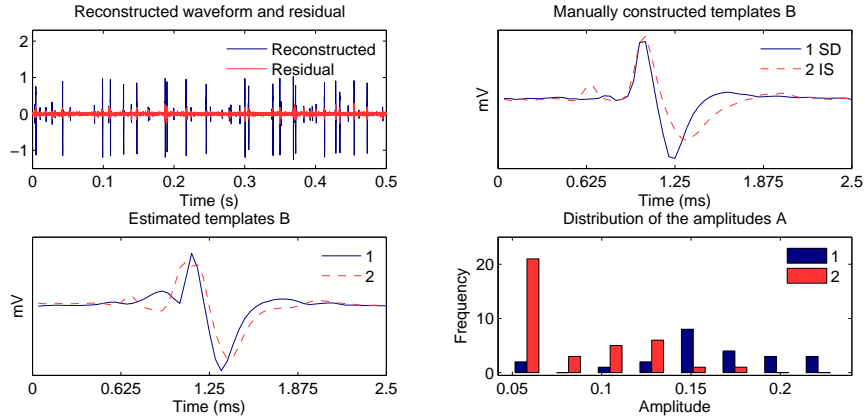 Reconstructed waveform and residual
2
1
0
−1
Reconstructed
Residual
0
0.1
0.2
0.3
0.4
0.5
Time (s)
Manually constructed templates B
mV
1 SD
2 IS
0
0.625
1.25
1.875
2.5
Time (ms)
Estimated templates B
mV
1
2
0
0.625
1.25
1.875
2.5
Time (ms)
Distribution of the amplitudes A
Frequency
20
10
0
1
2
0.05
0.1
0.15
0.2
Amplitude